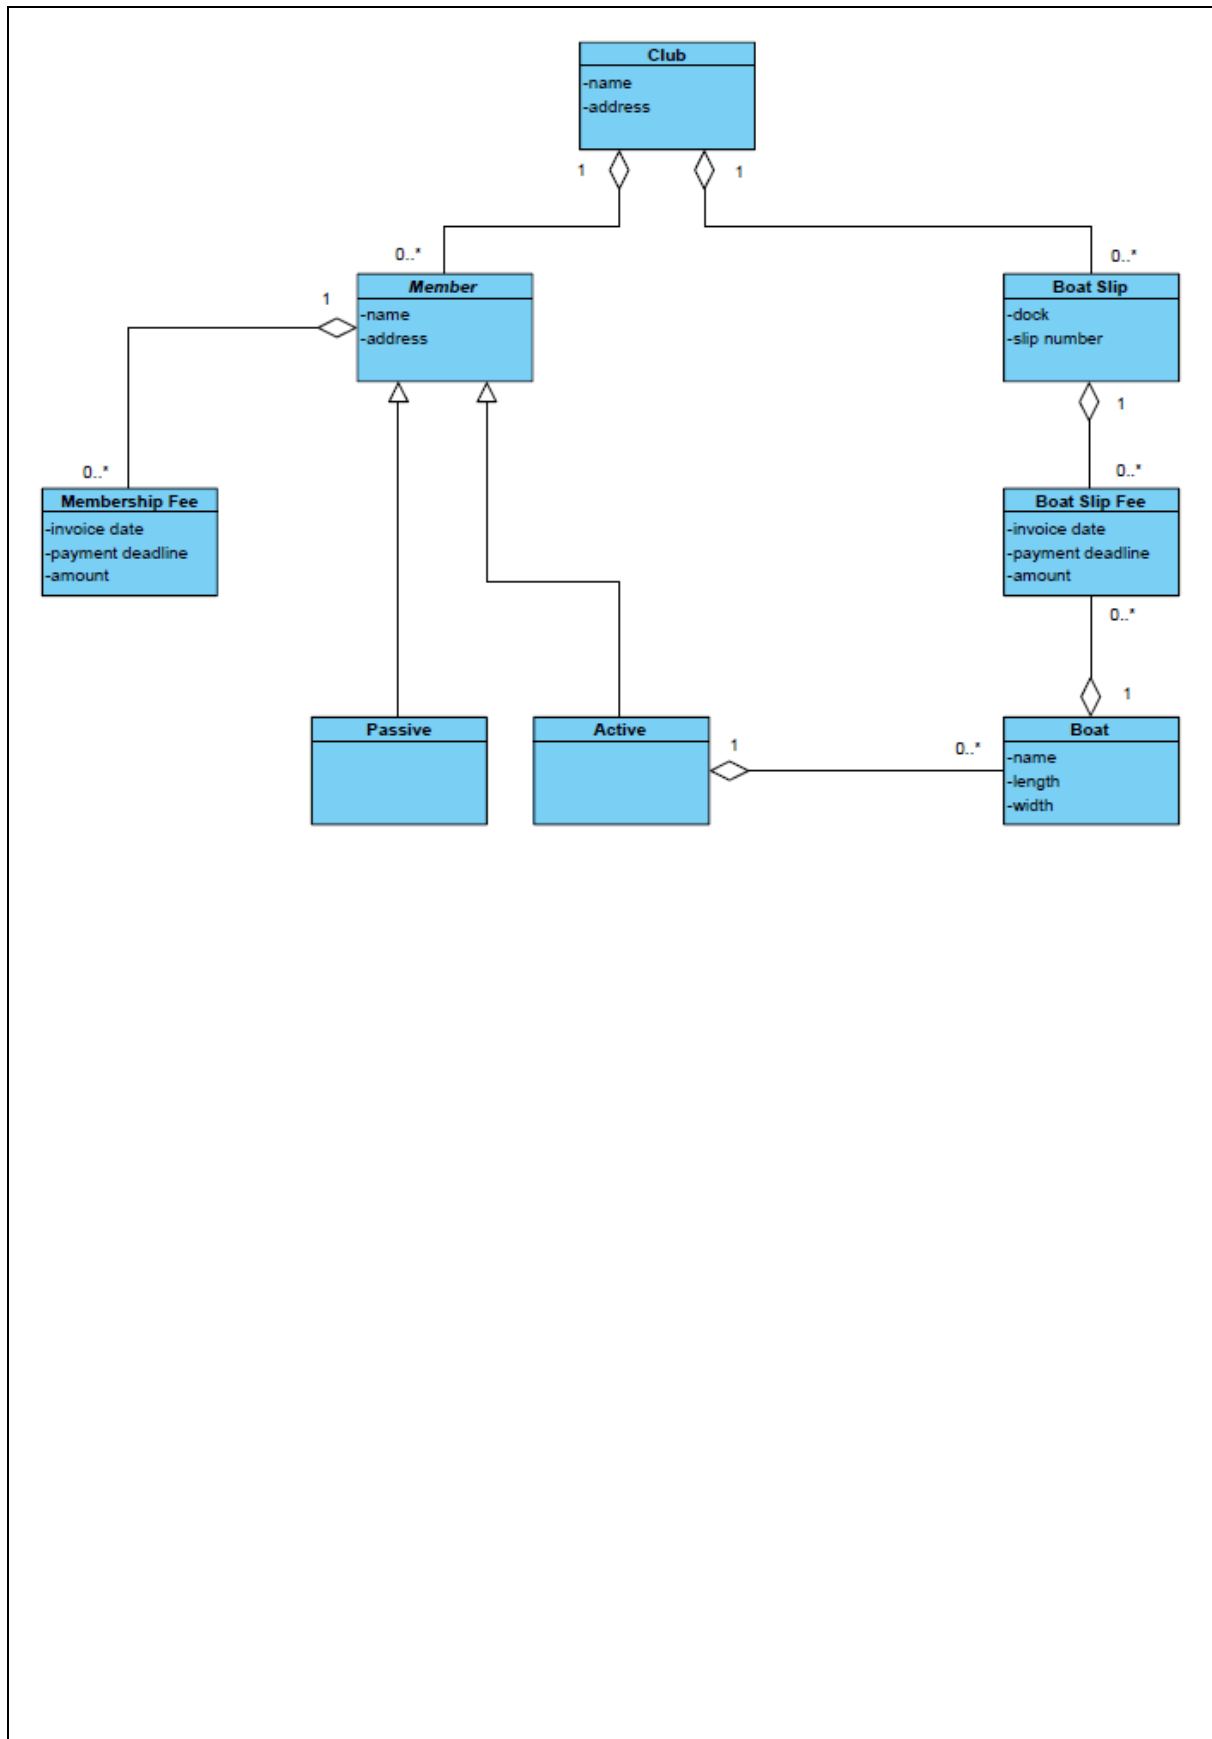 Club
-name
-address
1
1
0..*
0..*
Member
-name
-address
1
Boat Slip
-dock
-slip number
1
0..*
0..*
Membership Fee
-invoice date
-payment deadline
-amount
Boat Slip Fee
-invoice date
-payment deadline
-amount
0..*
1
Passive
Active
1
0..*
Boat
-name
-length
-width